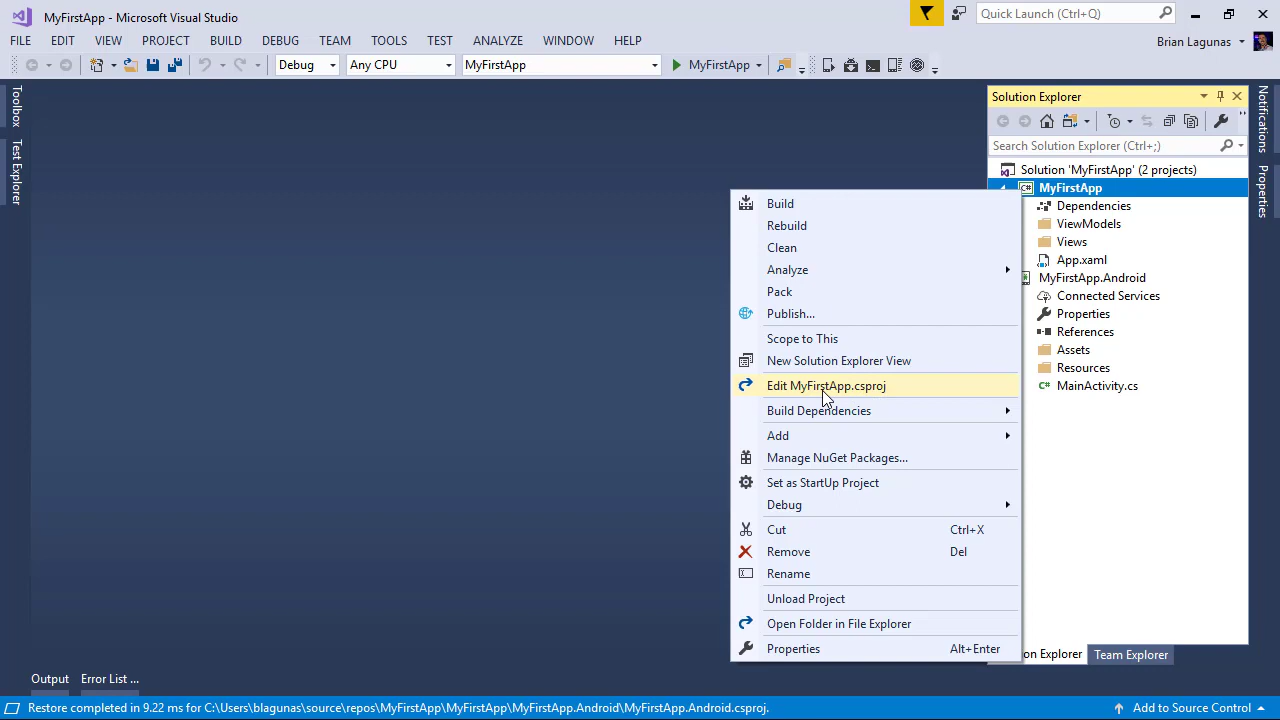 MyFirstApp - Microsoft Visual Studio
Quick Launch (Ctrl+Q)
FILE EDIT VIEW PROJECT BUILD DEBUG TEAM TOOLS TEST ANALYZE WINDOW HELP
Brian Lagunas
Debug Any CPU MyFirstApp MyFirstApp
Toolbox
Test Explorer
Solution Explorer
Search Solution Explorer (Ctrl+;)
Solution 'MyFirstApp' (2 projects)
MyFirstApp
Dependencies
ViewModels
Views
App.xaml
MyFirstApp.Android
Connected Services
Properties
References
Assets
Resources
MainActivity.cs
Build
Rebuild
Clean
Analyze
Pack
Publish...
Scope to This
New Solution Explorer View
Edit MyFirstApp.csproj
Build Dependencies
Add
Manage NuGet Packages...
Set as StartUp Project
Debug
Cut Ctrl+X
Remove Del
Rename
Unload Project
Open Folder in File Explorer
Properties Alt+Enter
on Explorer Team Explorer
Notifications
Properties
Output Error List ...
Restore completed in 9.22 ms for C:\Users\blagunas\source\repos\MyFirstApp\MyFirstApp\MyFirstApp.Android\MyFirstApp.Android.csproj.
Add to Source Control